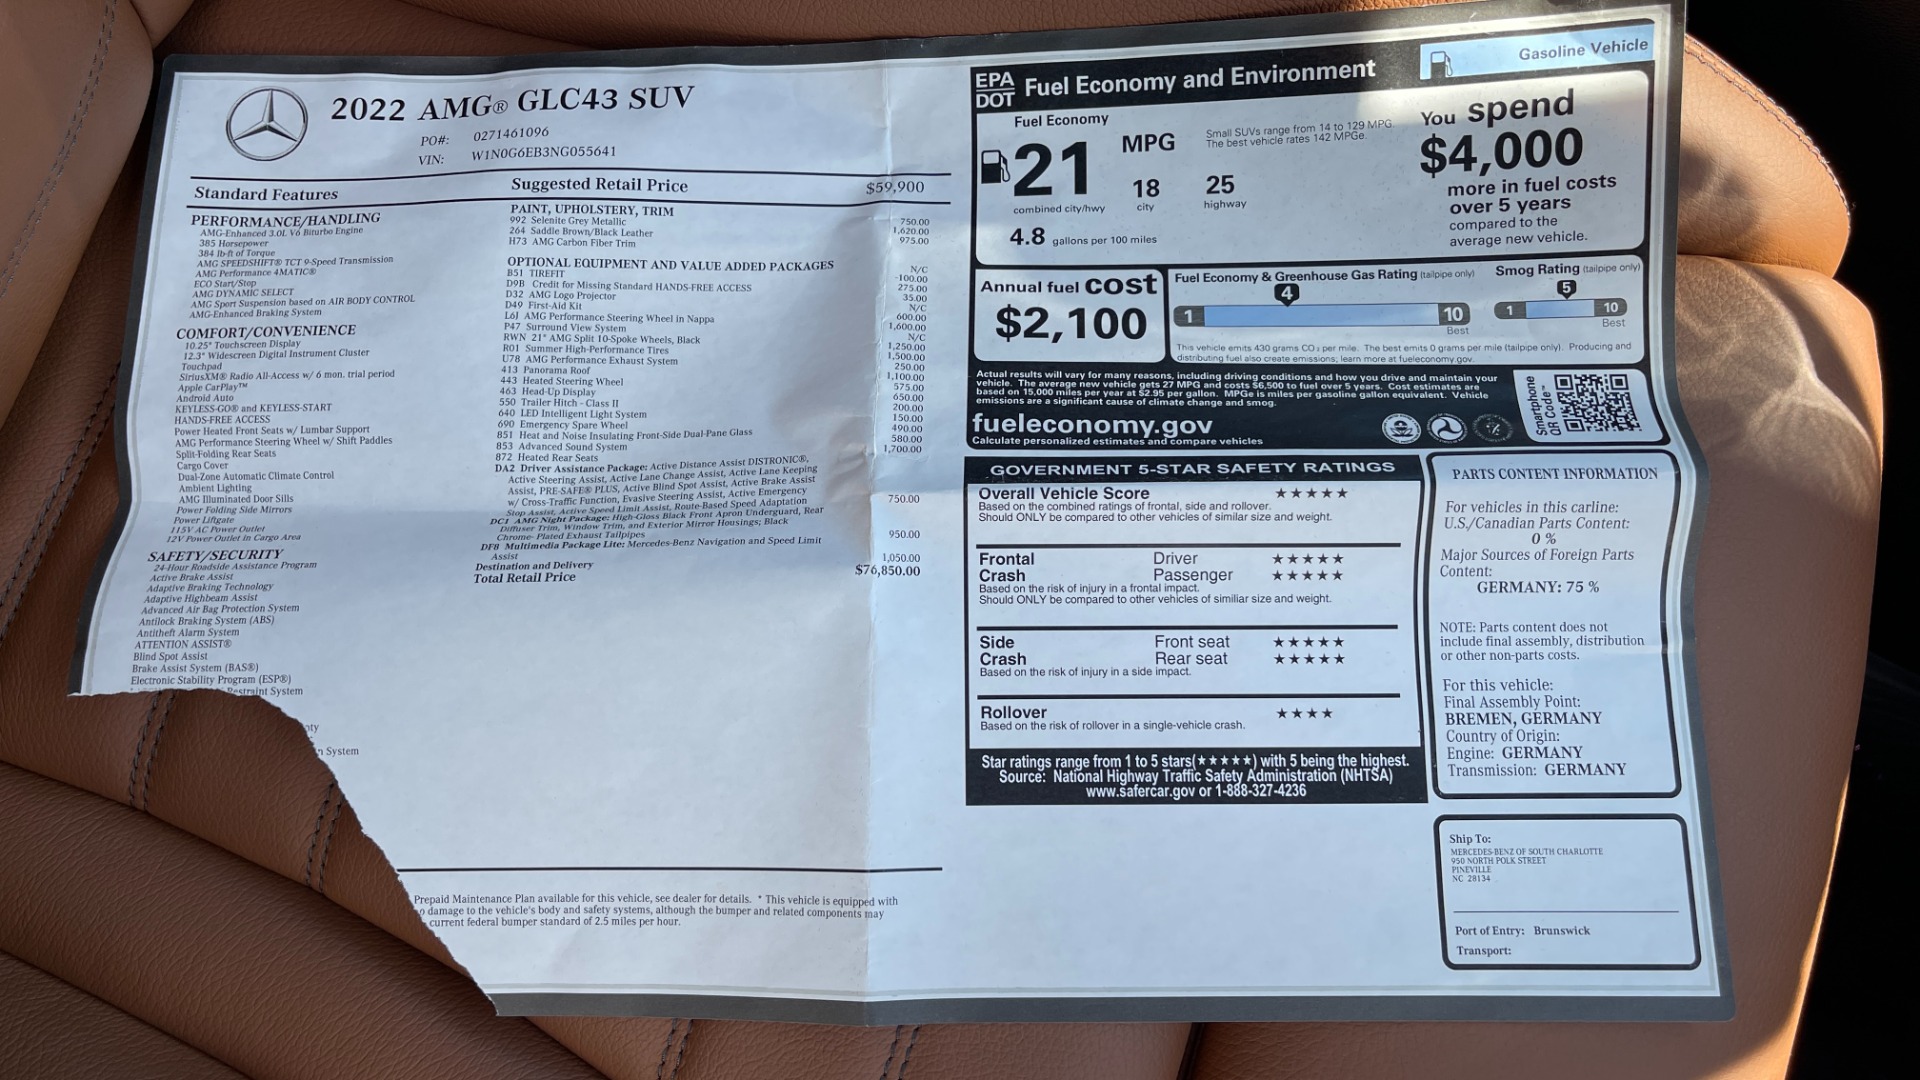 2022 AMG® GLC43 SUV
PO#: 0271461096
VIN: W1N0G6EB3NG055641
Standard Features
PERFORMANCE/HANDLING
AMG-Enhanced 3.0L V6 Biturbo Engine
385 Horsepower
384 lb-ft of Torque
AMG SPEEDSHIFT® TCT 9-Speed Transmission
AMG Performance 4MATIC®
ECO Start/Stop
AMG DYNAMIC SELECT
AMG Sport Suspension based on AIR BODY CONTROL
AMG-Enhanced Braking System
COMFORT/CONVENIENCE
10.25" Touchscreen Display
12.3" Widescreen Digital Instrument Cluster
Touchpad
SiriusXM® Radio All-Access w/ 6 mon. trial period
Apple CarPlay™
Android Auto
KEYLESS-GO® and KEYLESS-START
HANDS-FREE ACCESS
Power Heated Front Seats w/ Lumbar Support
AMG Performance Steering Wheel w/ Shift Paddles
Split-Folding Rear Seats
Cargo Cover
Dual-Zone Automatic Climate Control
Ambient Lighting
AMG Illuminated Door Sills
Power Folding Side Mirrors
Power Liftgate
115V AC Power Outlet
12V Power Outlet in Cargo Area
SAFETY/SECURITY
24-Hour Roadside Assistance Program
Active Brake Assist
Adaptive Braking Technology
Adaptive Highbeam Assist
Advanced Air Bag Protection System
Antilock Braking System (ABS)
Antitheft Alarm System
ATTENTION ASSIST®
Blind Spot Assist
Brake Assist System (BAS®)
Electronic Stability Program (ESP®)
Restraint System
System
Suggested Retail Price $59,900
PAINT, UPHOLSTERY, TRIM
992 Selenite Grey Metallic 750.00
264 Saddle Brown/Black Leather 1,620.00
H73 AMG Carbon Fiber Trim 975.00
OPTIONAL EQUIPMENT AND VALUE ADDED PACKAGES
B51 TIREFIT N/C
D9B Credit for Missing Standard HANDS-FREE ACCESS -100.00
D32 AMG Logo Projector 275.00
D49 First-Aid Kit 35.00
L6J AMG Performance Steering Wheel in Nappa N/C
P47 Surround View System 600.00
RWN 21" AMG Split 10-Spoke Wheels, Black 1,600.00
R01 Summer High-Performance Tires N/C
U78 AMG Performance Exhaust System 1,250.00
413 Panorama Roof 1,500.00
443 Heated Steering Wheel 250.00
463 Head-Up Display 1,100.00
550 Trailer Hitch - Class II 575.00
640 LED Intelligent Light System 650.00
690 Emergency Spare Wheel 200.00
851 Heat and Noise Insulating Front-Side Dual-Pane Glass 150.00
853 Advanced Sound System 490.00
872 Heated Rear Seats 580.00
DA2 Driver Assistance Package: Active Distance Assist DISTRONIC®, 1,700.00
Active Steering Assist, Active Lane Change Assist, Active Lane Keeping
Assist, PRE-SAFE® PLUS, Active Blind Spot Assist, Active Brake Assist
w/ Cross-Traffic Function, Evasive Steering Assist, Active Emergency
Stop Assist, Active Speed Limit Assist, Route-Based Speed Adaptation
DC1 AMG Night Package: High-Gloss Black Front Apron Underguard, Rear 750.00
Diffuser Trim, Window Trim, and Exterior Mirror Housings; Black
Chrome- Plated Exhaust Tailpipes
DF8 Multimedia Package Lite: Mercedes-Benz Navigation and Speed Limit 950.00
Assist
Destination and Delivery 1,050.00
Total Retail Price $76,850.00
Prepaid Maintenance Plan available for this vehicle, see dealer for details. * This vehicle is equipped with
damage to the vehicle's body and safety systems, although the bumper and related components may
current federal bumper standard of 2.5 miles per hour.
EPA
DOT Fuel Economy and Environment
Gasoline Vehicle
Fuel Economy
21 MPG
combined city/hwy
18 city
25 highway
4.8 gallons per 100 miles
Small SUVs range from 14 to 129 MPG.
The best vehicle rates 142 MPGe.
You spend
$4,000
more in fuel costs
over 5 years
compared to the
average new vehicle.
Annual fuel cost
$2,100
Fuel Economy & Greenhouse Gas Rating (tailpipe only)
4
1 10
Best
Smog Rating (tailpipe only)
5
1 10
Best
This vehicle emits 430 grams CO2 per mile. The best emits 0 grams per mile (tailpipe only). Producing and
distributing fuel also create emissions; learn more at fueleconomy.gov.
Actual results will vary for many reasons, including driving conditions and how you drive and maintain your
vehicle. The average new vehicle gets 27 MPG and costs $6,500 to fuel over 5 years. Cost estimates are
based on 15,000 miles per year at $2.95 per gallon. MPGe is miles per gasoline gallon equivalent. Vehicle
emissions are a significant cause of climate change and smog.
fueleconomy.gov
Calculate personalized estimates and compare vehicles
Smartphone
QR Code™
GOVERNMENT 5-STAR SAFETY RATINGS
Overall Vehicle Score ★★★★★
Based on the combined ratings of frontal, side and rollover.
Should ONLY be compared to other vehicles of similar size and weight.
Frontal Driver ★★★★★
Crash Passenger ★★★★★
Based on the risk of injury in a frontal impact.
Should ONLY be compared to other vehicles of similiar size and weight.
Side Front seat ★★★★★
Crash Rear seat ★★★★★
Based on the risk of injury in a side impact.
Rollover ★★★★
Based on the risk of rollover in a single-vehicle crash.
Star ratings range from 1 to 5 stars(★★★★★) with 5 being the highest.
Source: National Highway Traffic Safety Administration (NHTSA)
www.safercar.gov or 1-888-327-4236
PARTS CONTENT INFORMATION
For vehicles in this carline:
U.S./Canadian Parts Content:
0 %
Major Sources of Foreign Parts
Content:
GERMANY: 75 %
NOTE: Parts content does not
include final assembly, distribution
or other non-parts costs.
For this vehicle:
Final Assembly Point:
BREMEN, GERMANY
Country of Origin:
Engine: GERMANY
Transmission: GERMANY
Ship To:
MERCEDES-BENZ OF SOUTH CHARLOTTE
950 NORTH POLK STREET
PINEVILLE
NC 28134
Port of Entry: Brunswick
Transport: